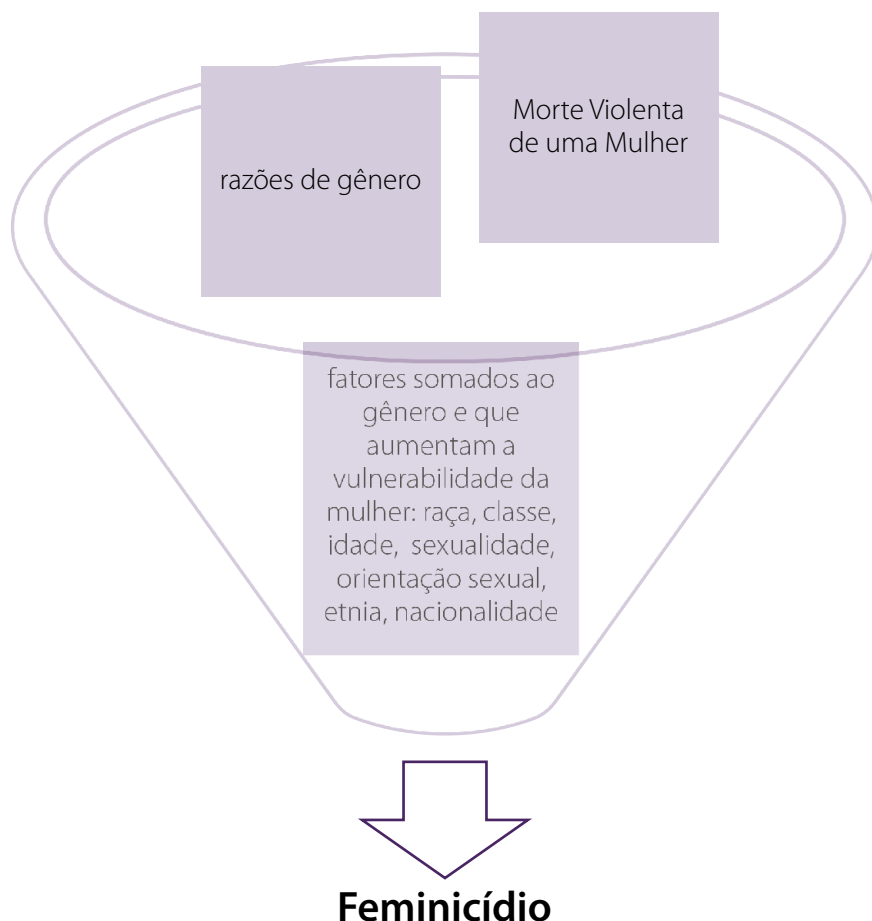 Morte Violenta
de uma Mulher
razões de gênero
fatores somados ao
gênero e que
aumentam a
vulnerabilidade da
mulher: raça, classe,
idade, sexualidade,
orientação sexual,
etnia, nacionalidade
Feminicídio